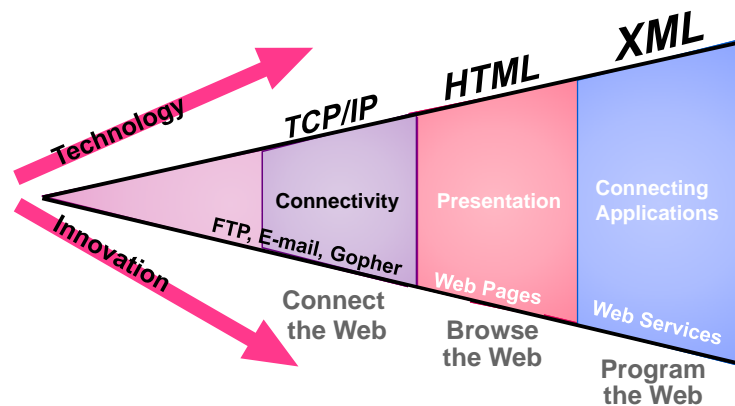 Technology
Innovation
TCP/IP
HTML
XML
Connectivity
Presentation
Connecting
Applications
FTP, E-mail, Gopher
Web Pages
Web Services
Connect
the Web
Browse
the Web
Program
the Web